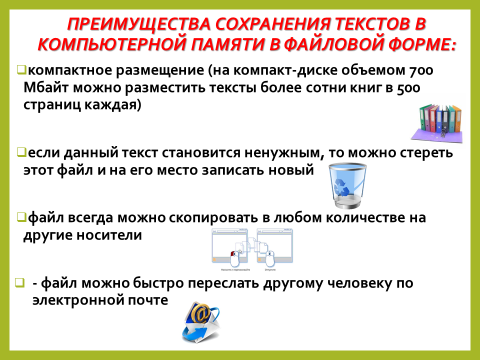 ПРЕИМУЩЕСТВА СОХРАНЕНИЯ ТЕКСТОВ В
КОМПЬЮТЕРНОЙ ПАМЯТИ В ФАЙЛОВОЙ ФОРМЕ:
компактное размещение (на компакт-диске объемом 700
Мбайт можно разместить тексты более сотни книг в 500
страниц каждая)
если данный текст становится ненужным, то можно стереть
этот файл и на его место записать новый
файл всегда можно скопировать в любом количестве на
другие носители
- файл можно быстро переслать другому человеку по
электронной почте